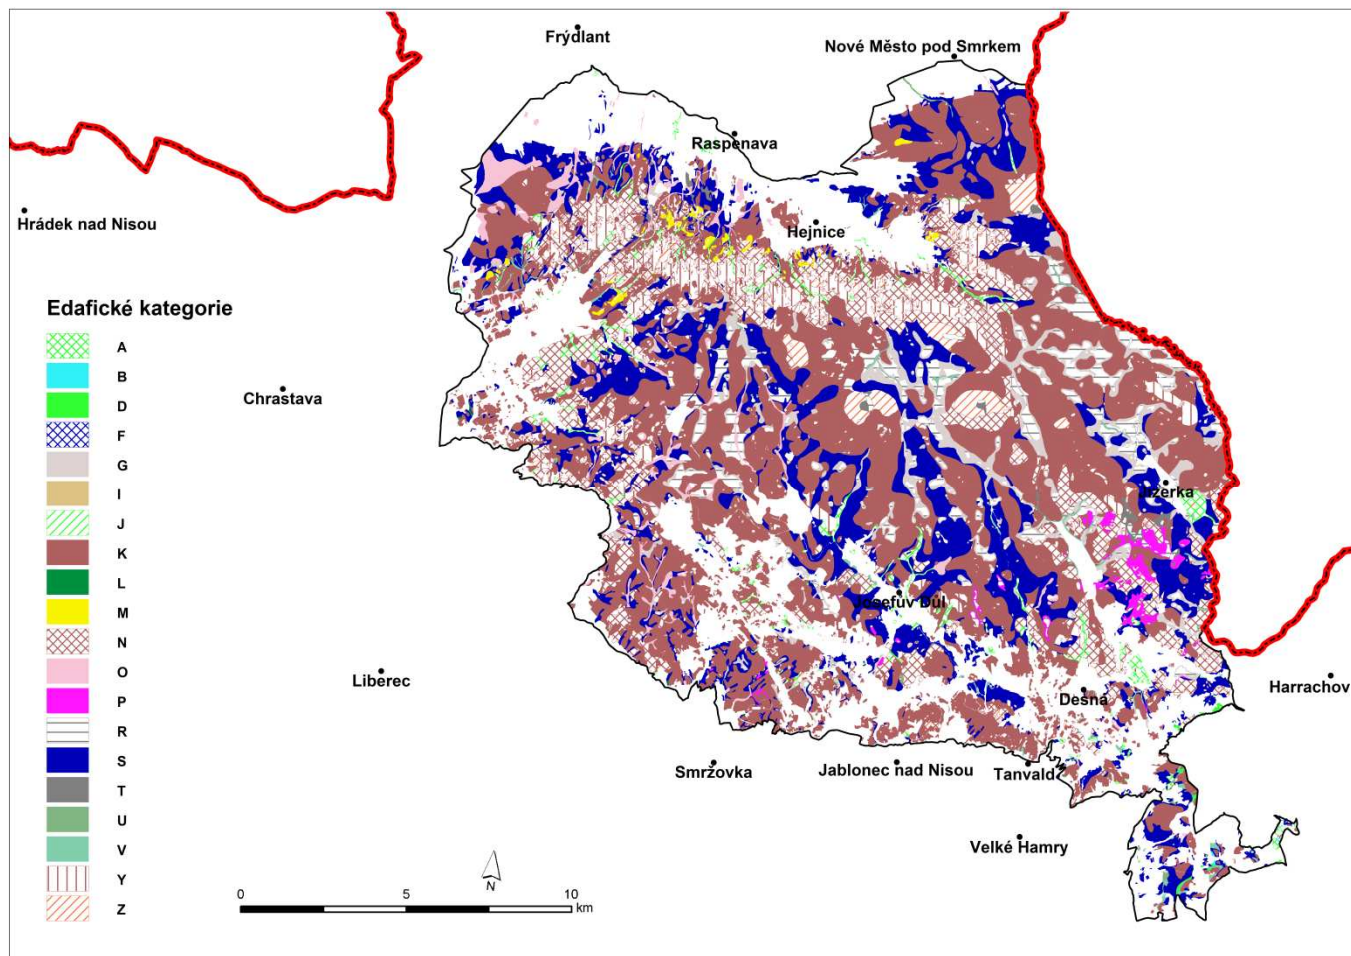 Frýdlant
Nové Město pod Smrkem
Raspenava
Hrádek nad Nisou
Hejnice
Edafické kategorie
A
B
D
F
G
I
J
K
L
M
N
O
P
R
S
T
U
V
Y
Z
Chrastava
Jizerka
Josefův Důl
Liberec
Desná
Harrachov
Smržovka
Jablonec nad Nisou
Tanvald
Velké Hamry
N
0
5
10
km